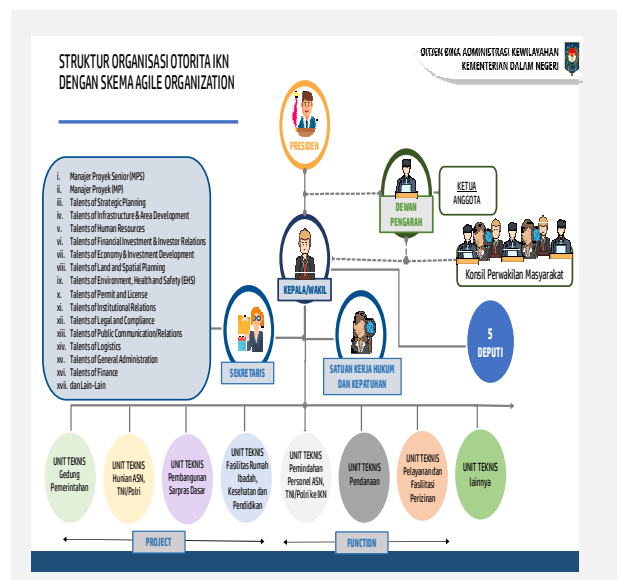 STRUKTUR ORGANISASI OTORITA IKN
DENGAN SKEMA AGILE ORGANIZATION
DITJEN BINA ADMINISTRASI KEWILAYAHAN
KEMENTERIAN DALAM NEGERI
PRESIDEN
i. Manajer Proyek Senior (MPS)
ii. Manajer Proyek (MP)
iii. Talents of Strategic Planning
iv. Talents of Infrastructure & Area Development
v. Talents of Human Resources
vi. Talents of Financial Investment & Investor Relations
vii. Talents of Economy & Investment Development
viii. Talents of Land and Spatial Planning
ix. Talents of Environment, Health and Safety (EHS)
x. Talents of Permit and License
xi. Talents of Institutional Relations
xii. Talents of Legal and Compliance
xiii. Talents of Public Communication/Relations
xiv. Talents of Logistics
xv. Talents of General Administration
xvi. Talents of Finance
xvii. dan Lain-Lain
DEWAN
PENGARAH
KETUA
ANGGOTA
Konsil Perwakilan Masyarakat
KEPALA/WAKIL
5
DEPUTI
SEKRETARIS
SATUAN KERJA HUKUM
DAN KEPATUHAN
UNIT TEKNIS
Gedung
Pemerintahan
UNIT TEKNIS
Hunian ASN,
TNI/Polri
UNIT TEKNIS
Pembangunan
Sarpras Dasar
UNIT TEKNIS
Fasilitas Rumah
Ibadah,
Kesehatan dan
Pendidikan
UNIT TEKNIS
Pemindahan
Personel ASN,
TNI/Polri ke IKN
UNIT TEKNIS
Pendanaan
UNIT TEKNIS
Pelayanan dan
Fasilitasi
Perizinan
UNIT TEKNIS
lainnya
PROJECT
FUNCTION